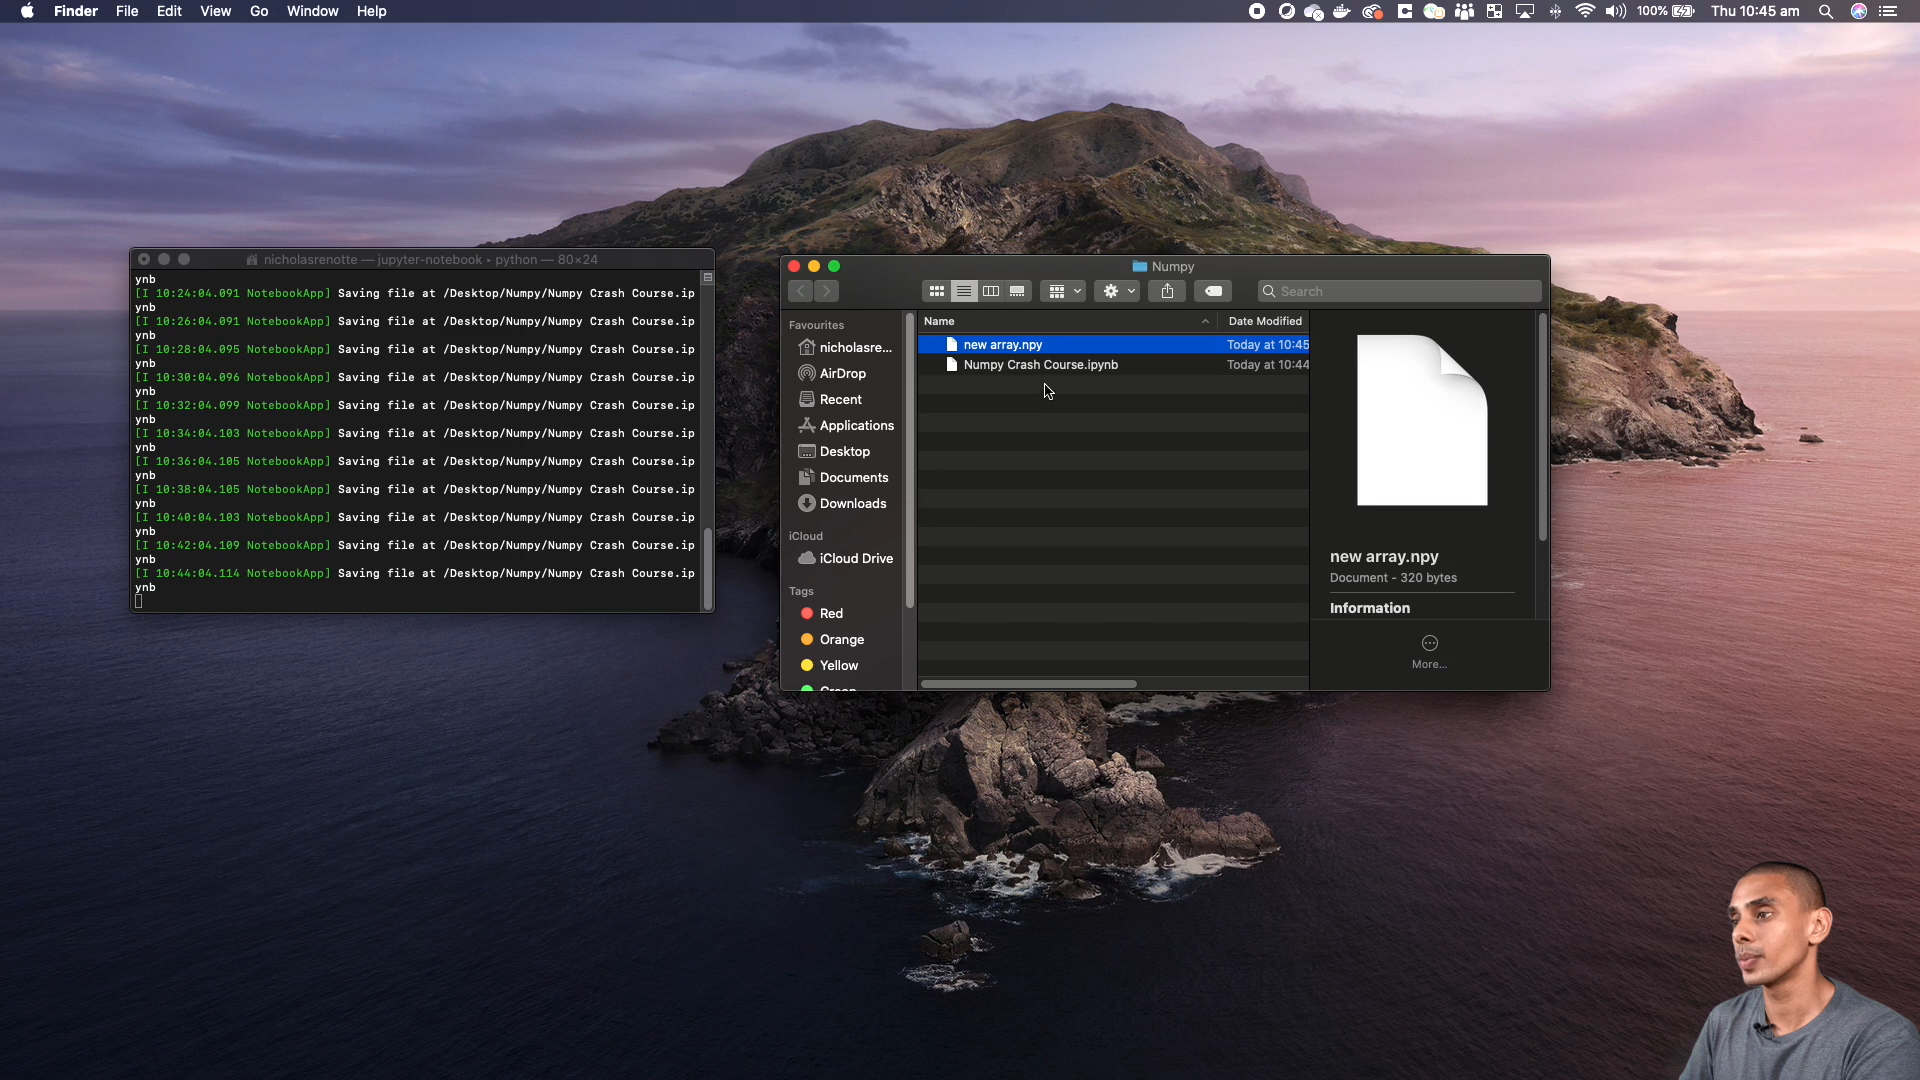 Finder File Edit View Go Window Help
100% Thu 10:45 am
nicholasrenotte — jupyter-notebook • python — 80×24
ynb
[I 10:24:04.091 NotebookApp] Saving file at /Desktop/Numpy/Numpy Crash Course.ip
ynb
[I 10:26:04.091 NotebookApp] Saving file at /Desktop/Numpy/Numpy Crash Course.ip
ynb
[I 10:28:04.095 NotebookApp] Saving file at /Desktop/Numpy/Numpy Crash Course.ip
ynb
[I 10:30:04.096 NotebookApp] Saving file at /Desktop/Numpy/Numpy Crash Course.ip
ynb
[I 10:32:04.099 NotebookApp] Saving file at /Desktop/Numpy/Numpy Crash Course.ip
ynb
[I 10:34:04.103 NotebookApp] Saving file at /Desktop/Numpy/Numpy Crash Course.ip
ynb
[I 10:36:04.105 NotebookApp] Saving file at /Desktop/Numpy/Numpy Crash Course.ip
ynb
[I 10:38:04.105 NotebookApp] Saving file at /Desktop/Numpy/Numpy Crash Course.ip
ynb
[I 10:40:04.103 NotebookApp] Saving file at /Desktop/Numpy/Numpy Crash Course.ip
ynb
[I 10:42:04.109 NotebookApp] Saving file at /Desktop/Numpy/Numpy Crash Course.ip
ynb
[I 10:44:04.114 NotebookApp] Saving file at /Desktop/Numpy/Numpy Crash Course.ip
ynb
Numpy
Search
Favourites
nicholasre...
AirDrop
Recent
Applications
Desktop
Documents
Downloads
iCloud
iCloud Drive
Tags
Red
Orange
Yellow
Green
Name Date Modified
new array.npy Today at 10:45
Numpy Crash Course.ipynb Today at 10:44
new array.npy
Document - 320 bytes
Information
More...